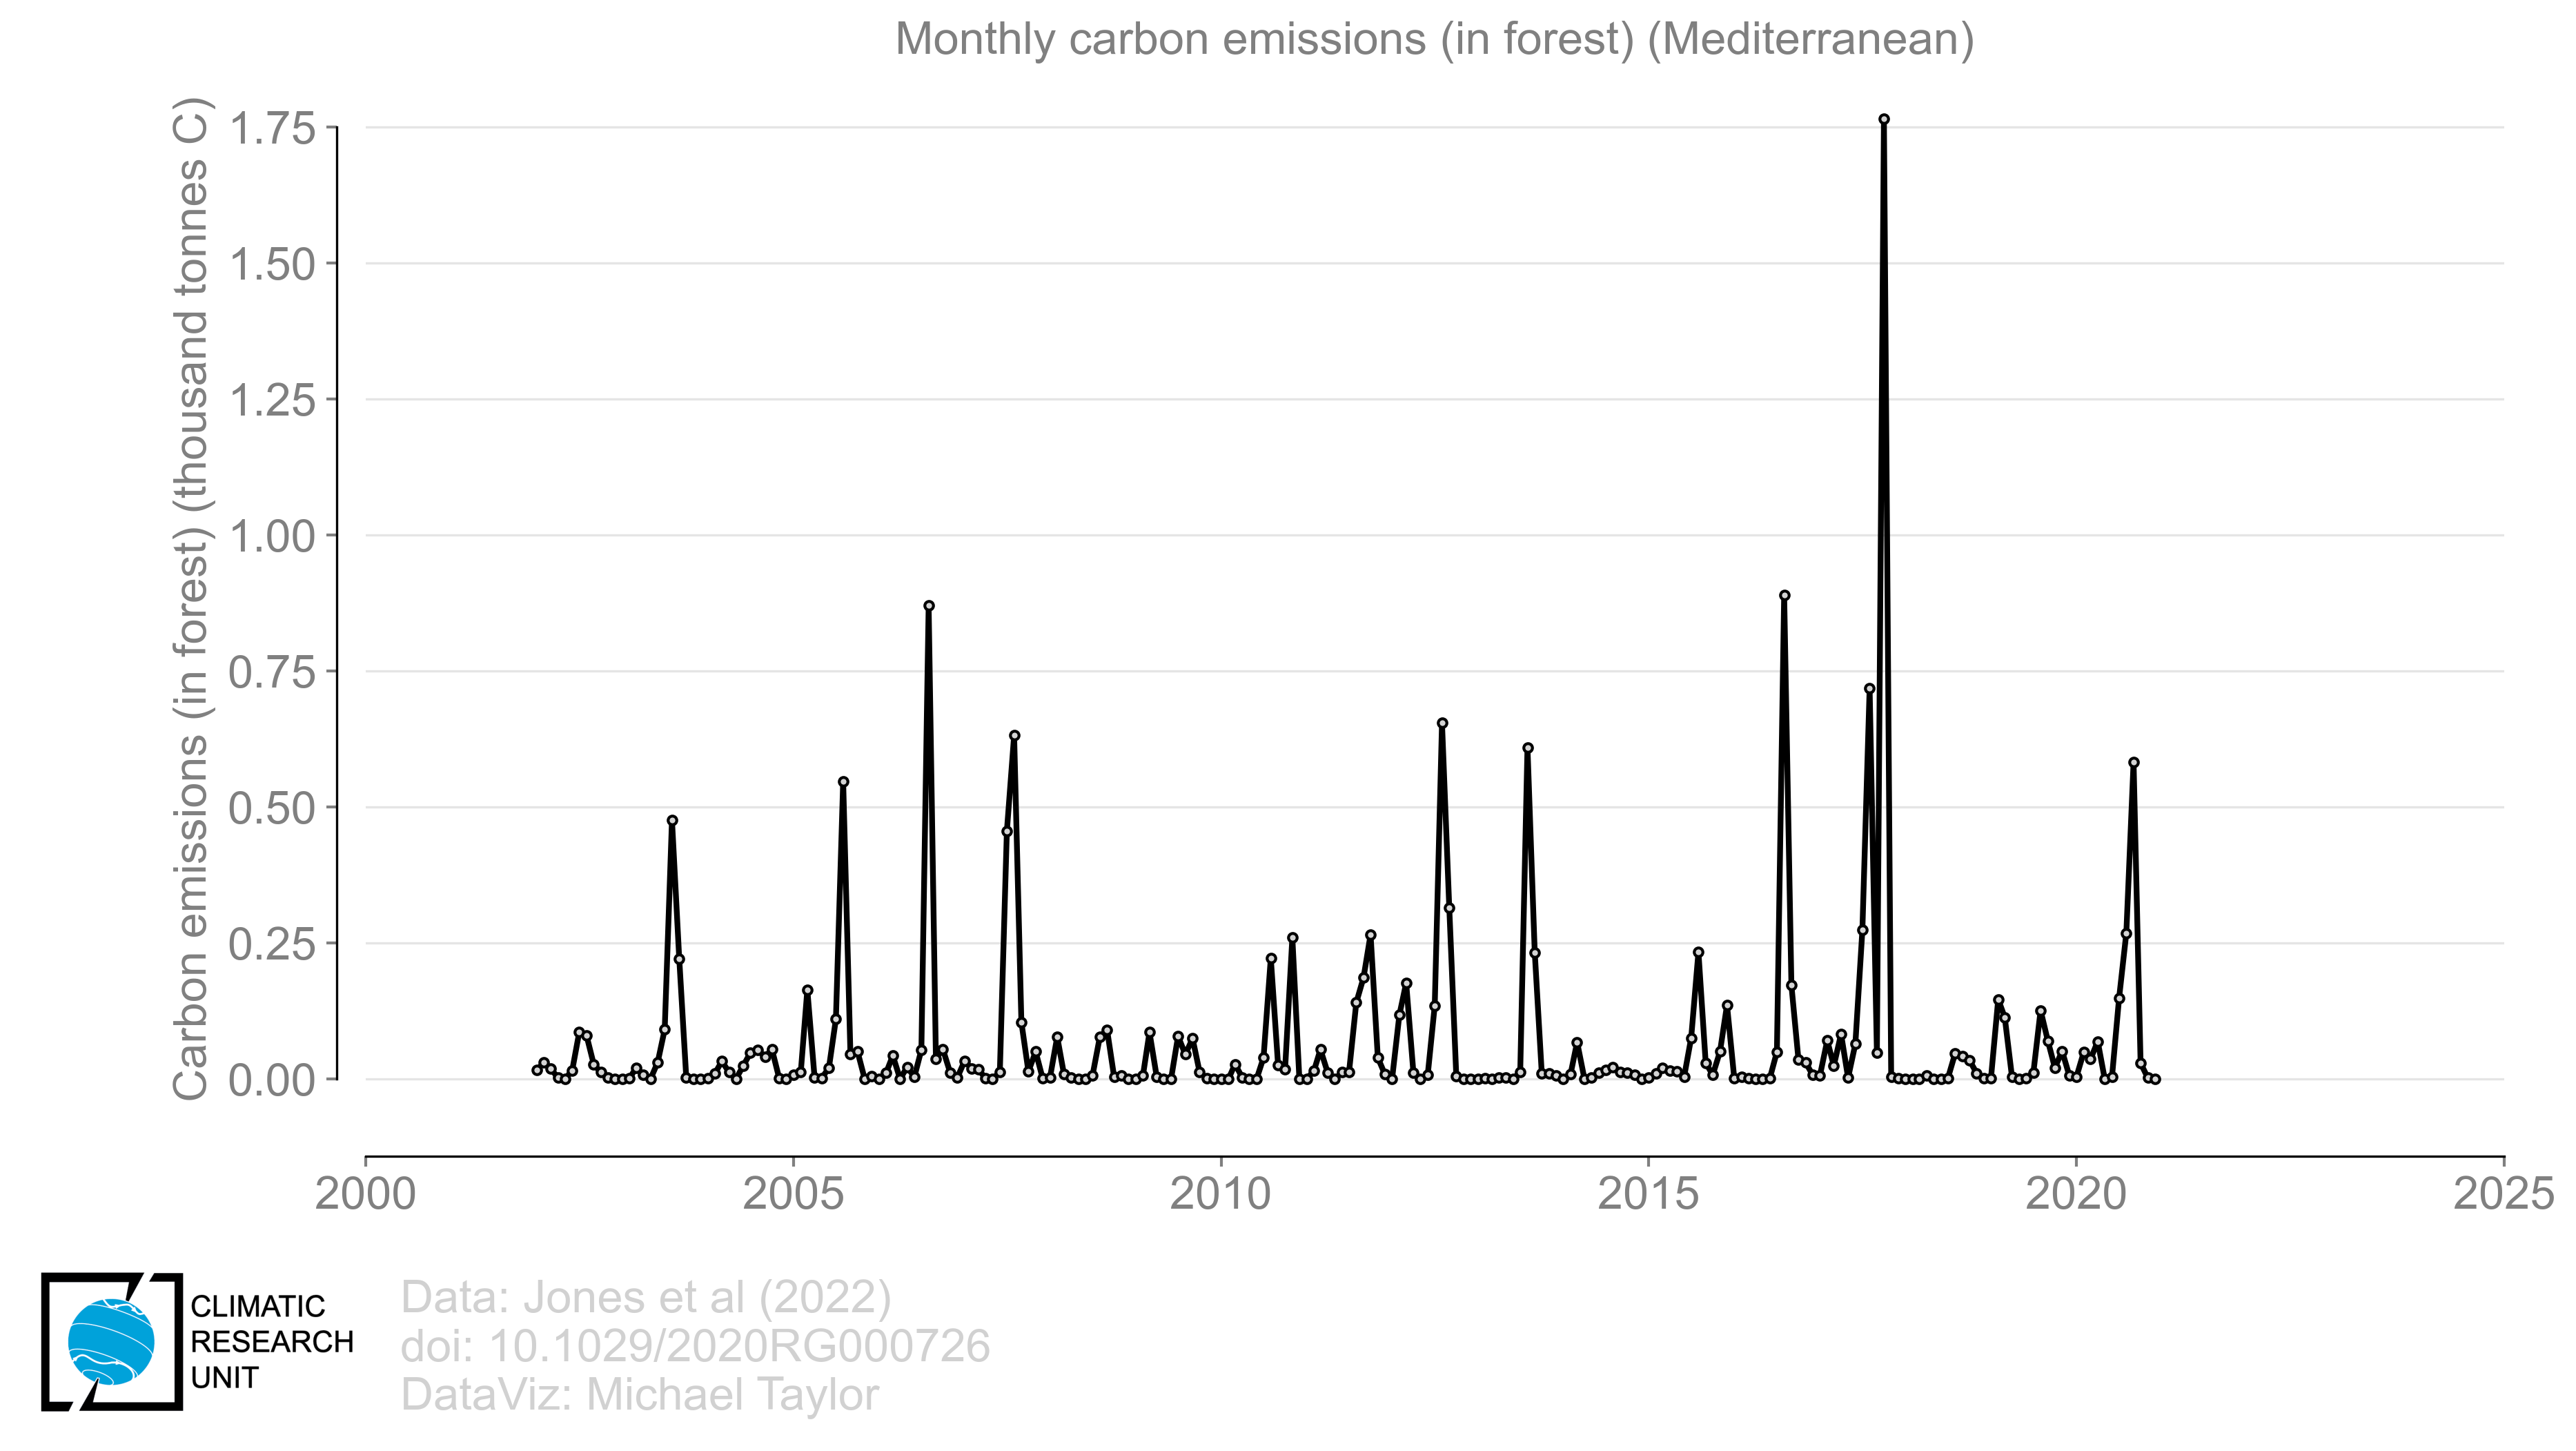 Monthly carbon emissions (in forest) (Mediterranean)
Carbon emissions (in forest) (thousand tonnes C)
1.75
1.50
1.25
1.00
0.75
0.50
0.25
0.00
2000
2005
2010
2015
2020
2025
CLIMATIC
RESEARCH
UNIT
Data: Jones et al (2022)
doi: 10.1029/2020RG000726
DataViz: Michael Taylor